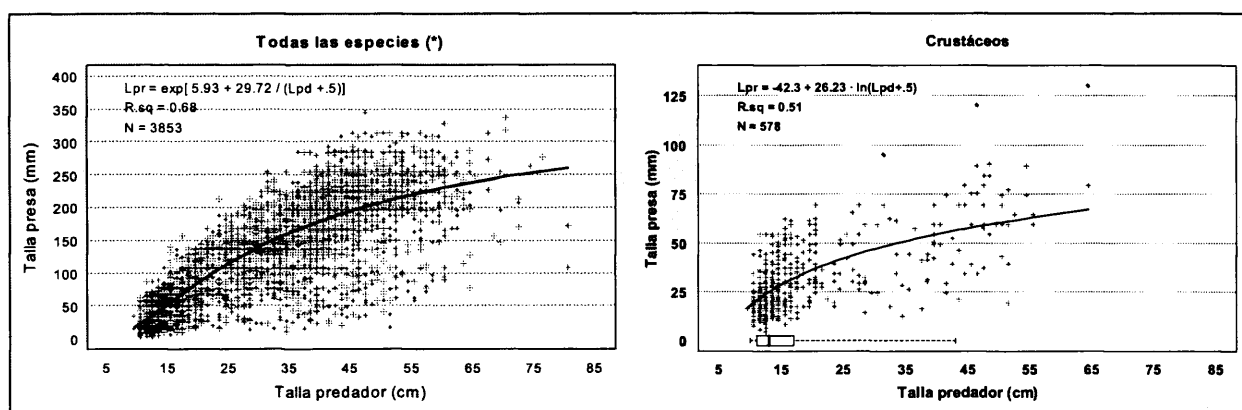 Todas las especies (*)
Lpr = exp[ 5.93 + 29.72 / (Lpd +.5)]
R.sq = 0.68
N = 3853
Talla presa (mm)
400
350
300
250
200
150
100
50
0
5 15 25 35 45 55 65 75 85
Talla predador (cm)
Crustáceos
Lpr = -42.3 + 26.23 · ln(Lpd+.5)
R.sq = 0.51
N = 578
Talla presa (mm)
125
100
75
50
25
0
5 15 25 35 45 55 65 75 85
Talla predador (cm)